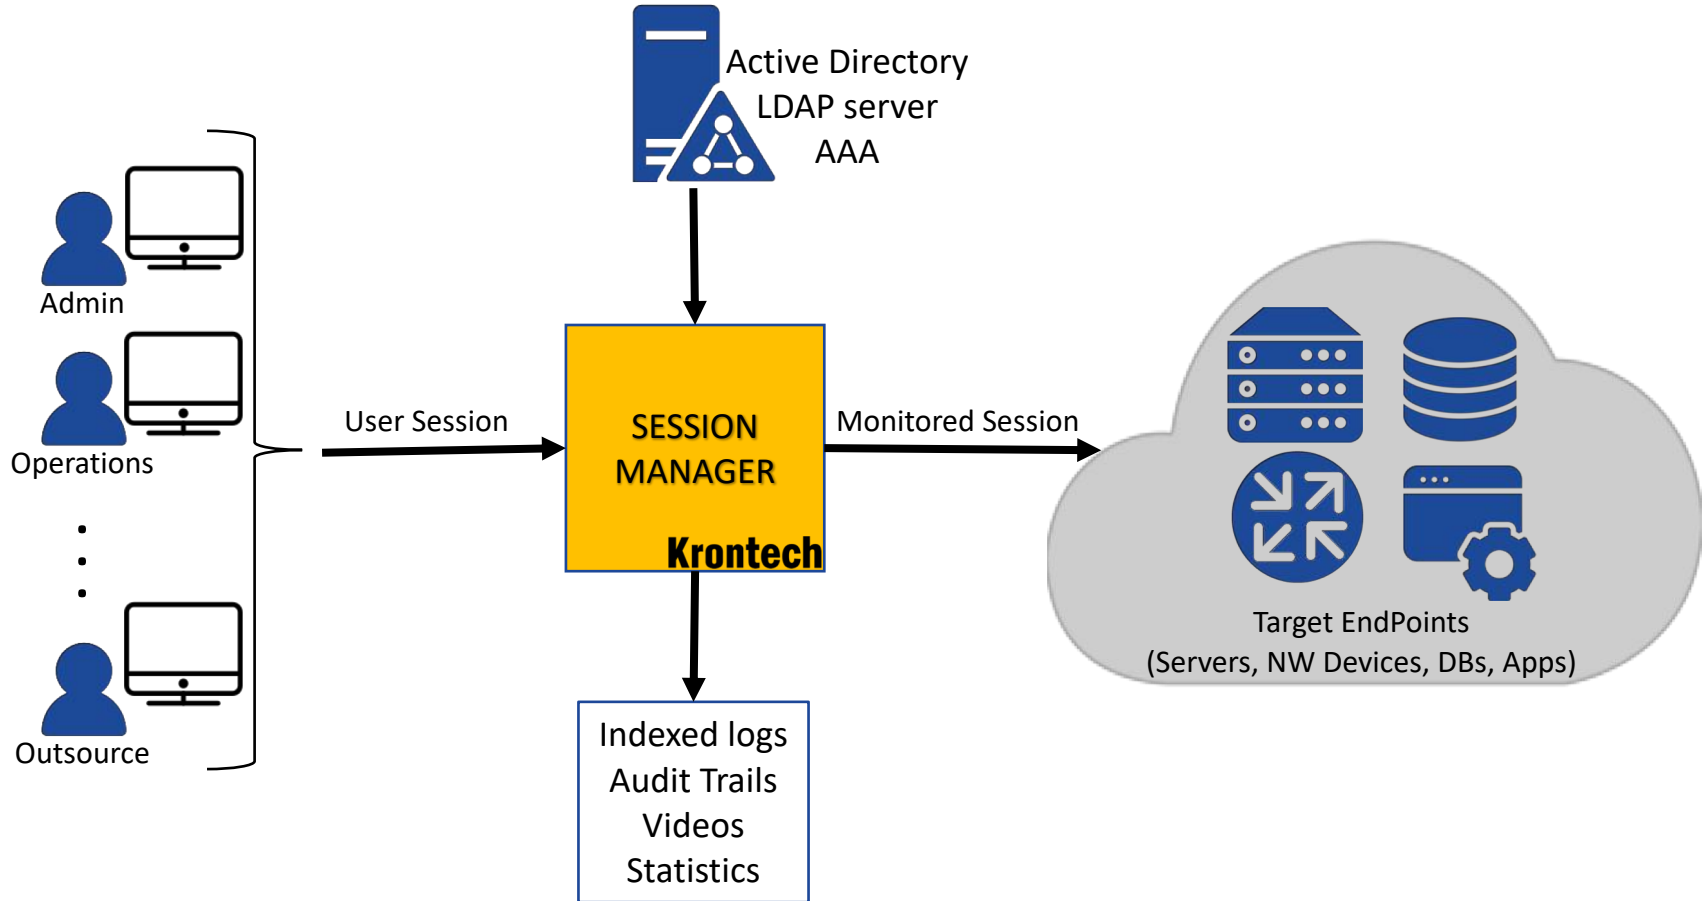 Active Directory
LDAP server
AAA
Admin
Operations
Outsource
User Session
SESSION
MANAGER
Krontech
Monitored Session
Target EndPoints
(Servers, NW Devices, DBs, Apps)
Indexed logs
Audit Trails
Videos
Statistics